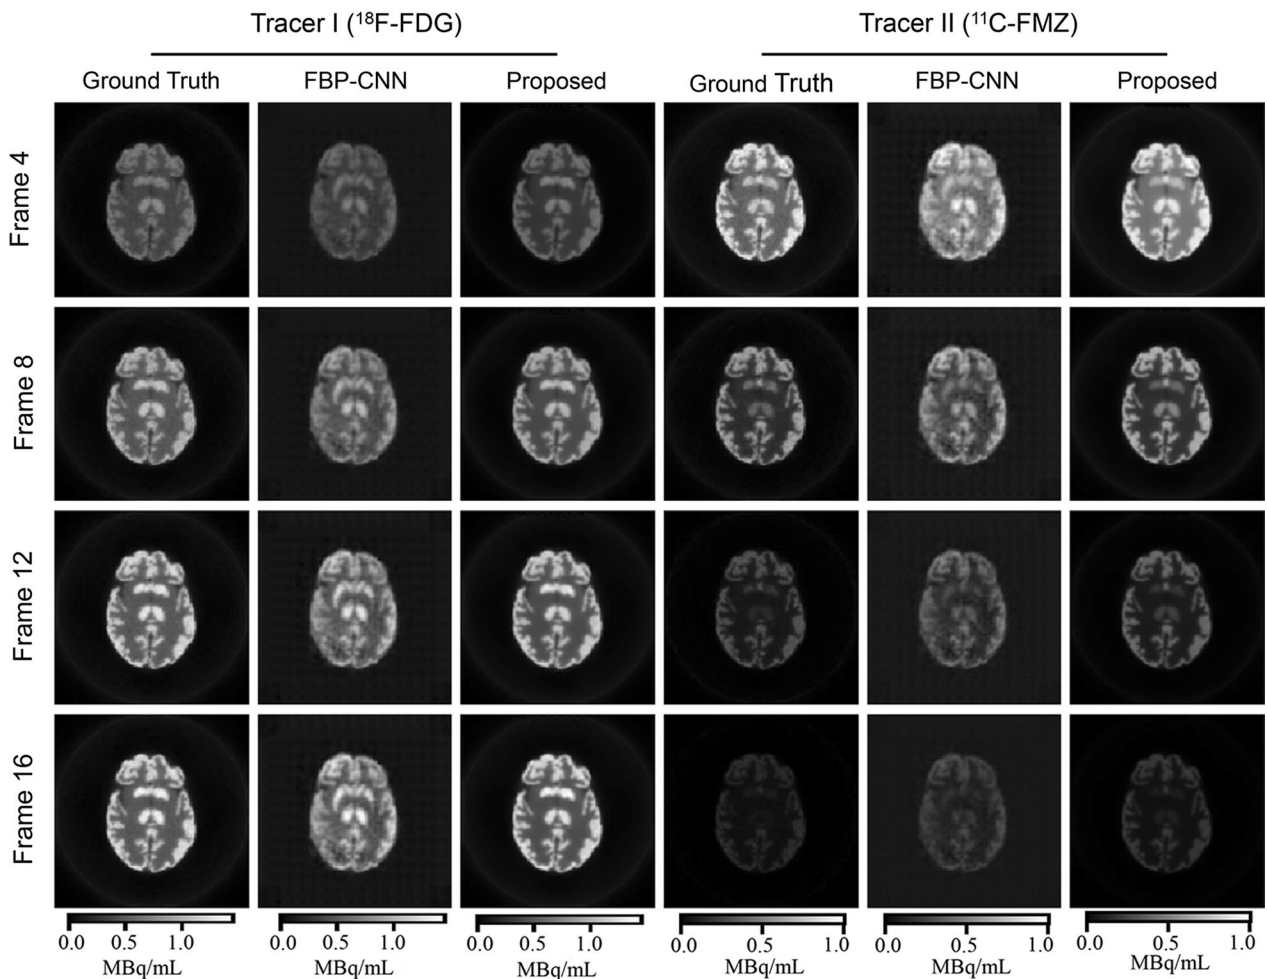 Tracer I (¹⁸F-FDG) Tracer II (¹¹C-FMZ)
Ground Truth FBP-CNN Proposed Ground Truth FBP-CNN Proposed
Frame 4
Frame 8
Frame 12
Frame 16
0.0 0.5 1.0 0.0 0.5 1.0 0.0 0.5 1.0 0.0 0.5 1.0 0.0 0.5 1.0 0.0 0.5 1.0
MBq/mL MBq/mL MBq/mL MBq/mL MBq/mL MBq/mL